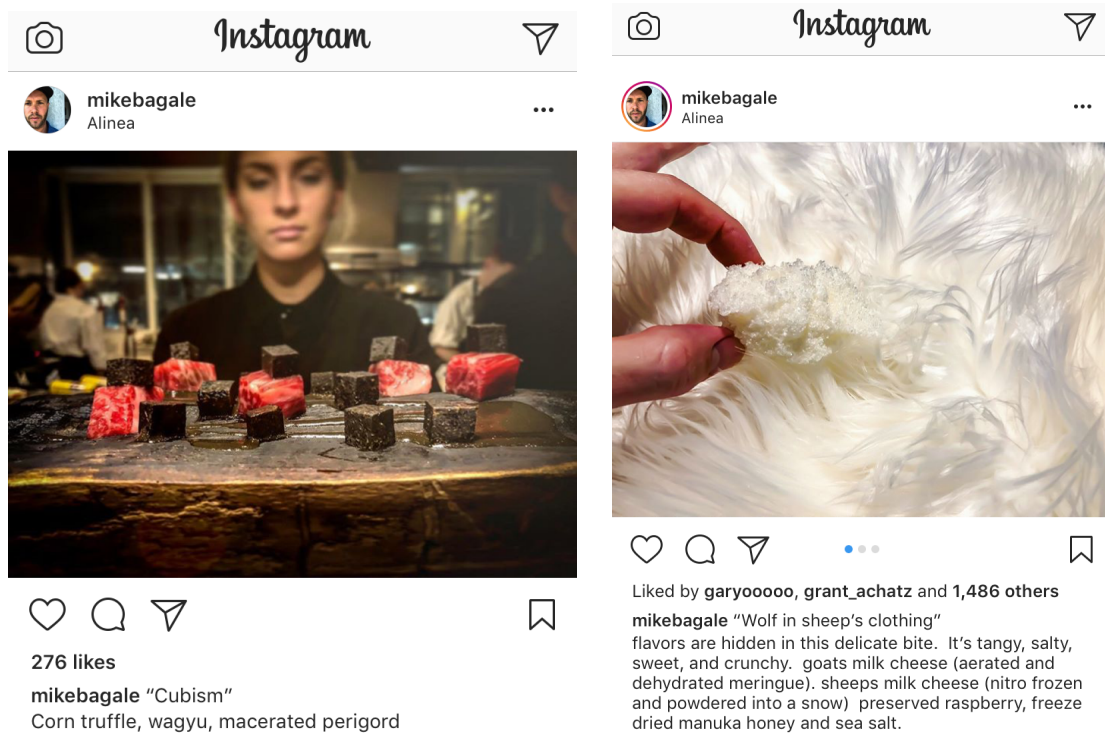 Instagram
mikebagale
Alinea
276 likes
mikebagale “Cubism”
Corn truffle, wagyu, macerated perigord
Instagram
mikebagale
Alinea
Liked by garyooooo, grant_achatz and 1,486 others
mikebagale “Wolf in sheep’s clothing”
flavors are hidden in this delicate bite.  It’s tangy, salty,
sweet, and crunchy.  goats milk cheese (aerated and
dehydrated meringue). sheeps milk cheese (nitro frozen
and powdered into a snow)  preserved raspberry, freeze
dried manuka honey and sea salt.